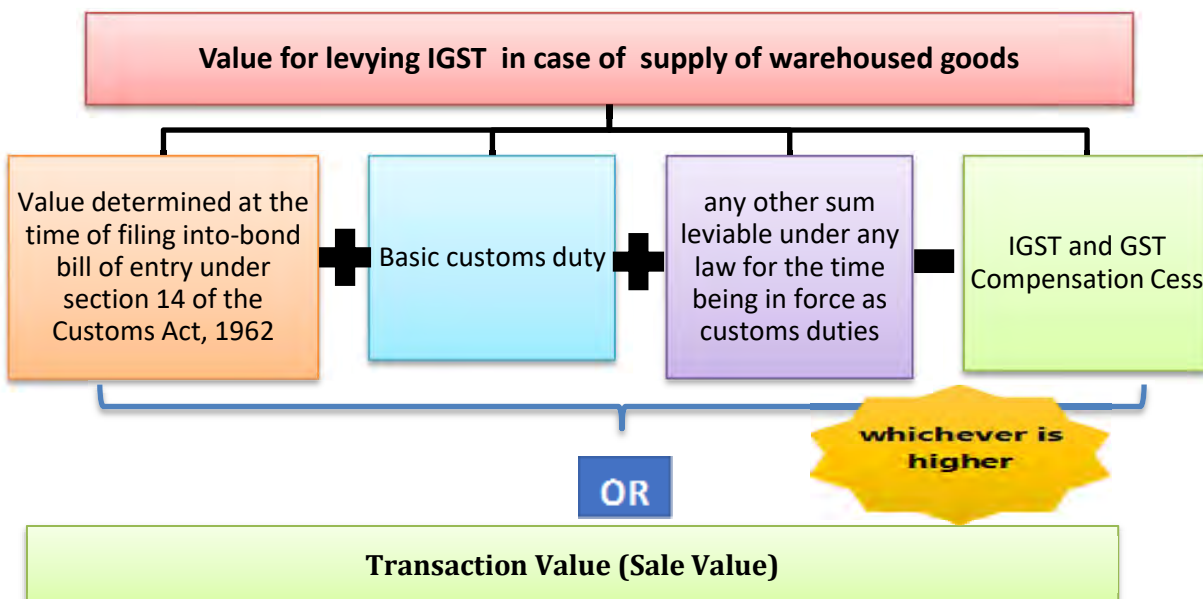 Value for levying IGST in case of supply of warehoused goods
Value determined at the
time of filing into-bond
bill of entry under
section 14 of the
Customs Act, 1962
Basic customs duty
any other sum
leviable under any
law for the time
being in force as
customs duties
IGST and GST
Compensation Cess
whichever is
higher
OR
Transaction Value (Sale Value)